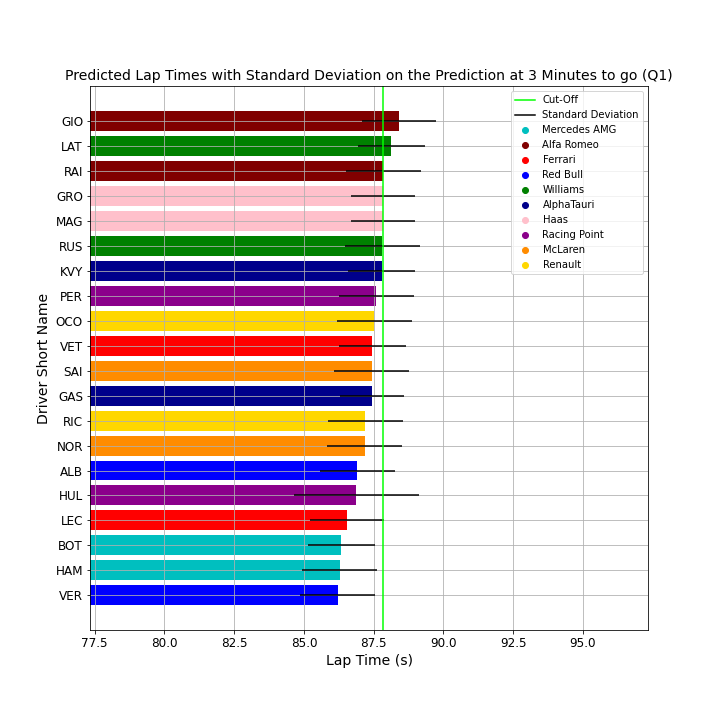 Predicted Lap Times with Standard Deviation on the Prediction at 3 Minutes to go (Q1)
Cut-Off
Standard Deviation
Mercedes AMG
Alfa Romeo
Ferrari
Red Bull
Williams
AlphaTauri
Haas
Racing Point
McLaren
Renault
Driver Short Name
GIO
LAT
RAI
GRO
MAG
RUS
KVY
PER
OCO
VET
SAI
GAS
RIC
NOR
ALB
HUL
LEC
BOT
HAM
VER
77.5 80.0 82.5 85.0 87.5 90.0 92.5 95.0
Lap Time (s)